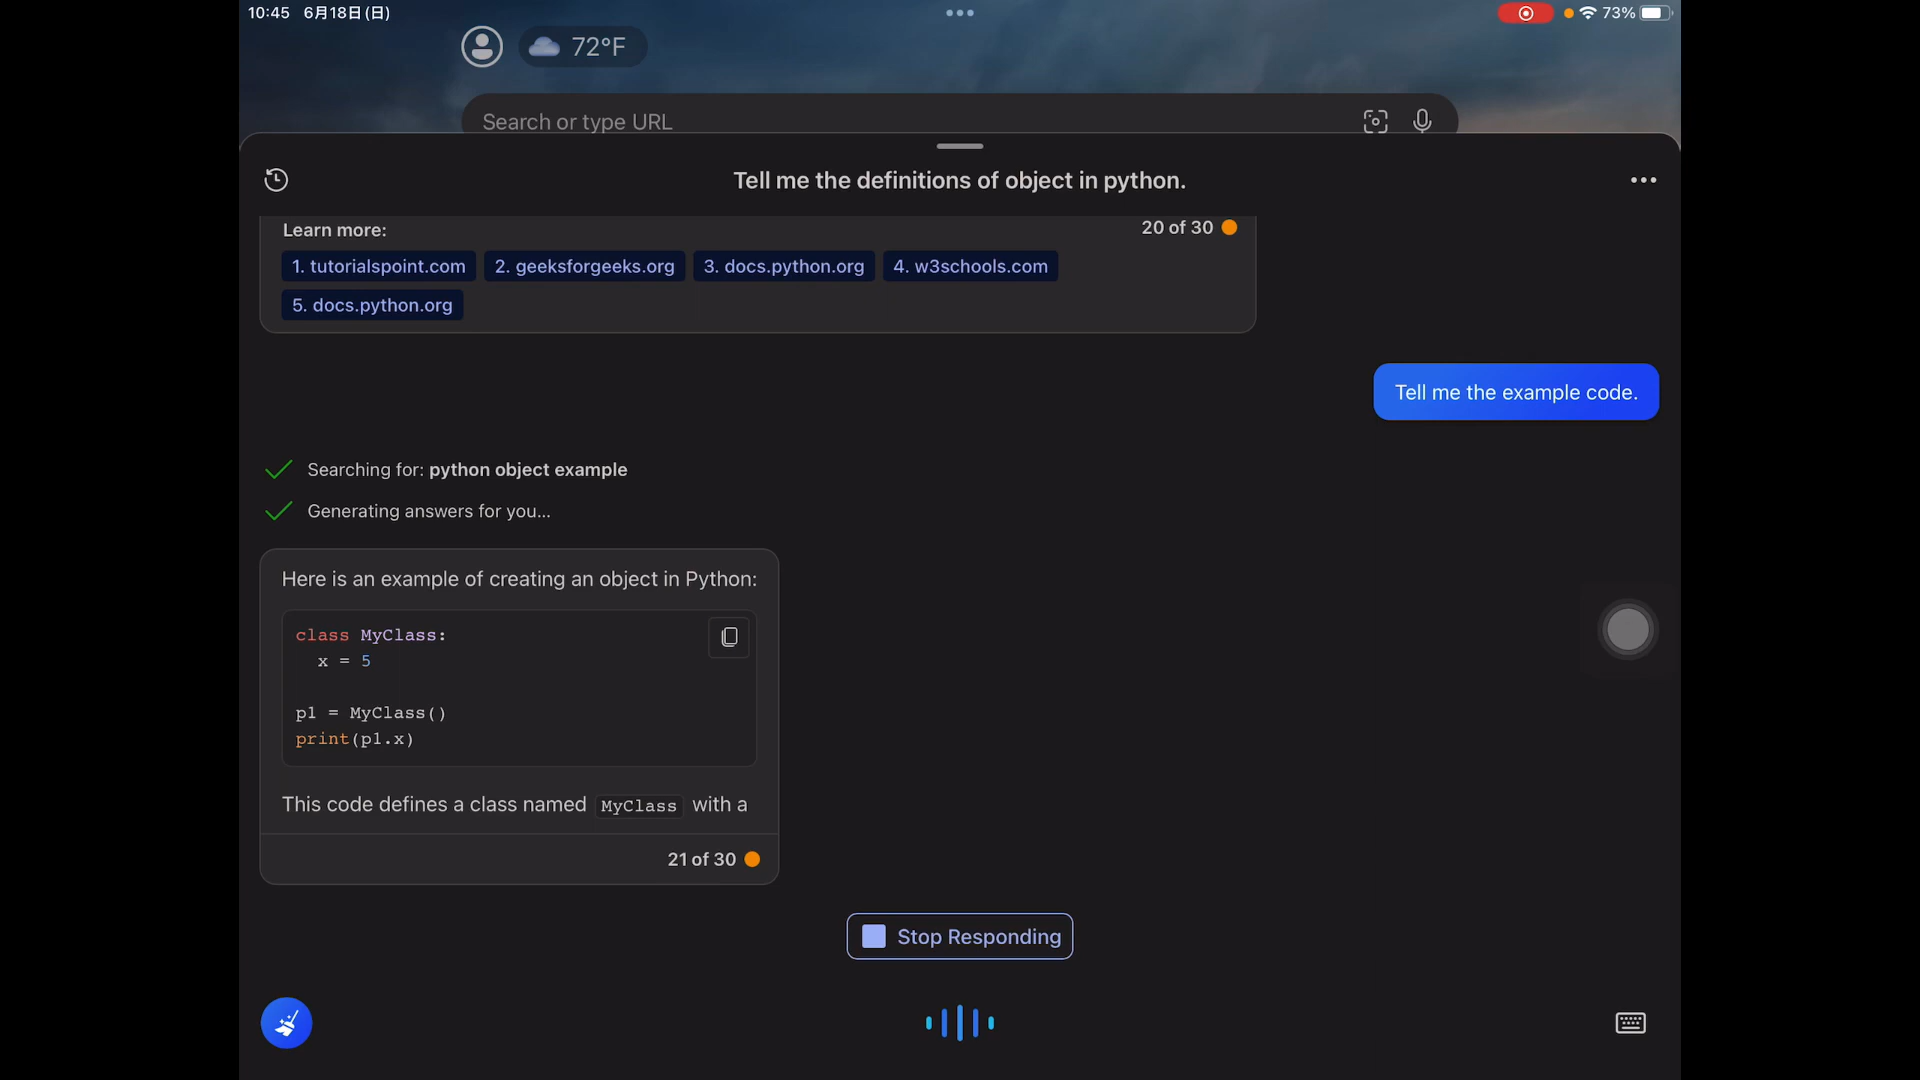 10:45 6月18日(日)
73%
72°F
Search or type URL
Tell me the definitions of object in python.
Learn more:
20 of 30
1. tutorialspoint.com 2. geeksforgeeks.org 3. docs.python.org 4. w3schools.com
5. docs.python.org
Tell me the example code.
Searching for: python object example
Generating answers for you...
Here is an example of creating an object in Python:
class MyClass:
  x = 5
p1 = MyClass()
print(p1.x)
This code defines a class named MyClass with a
21 of 30
Stop Responding